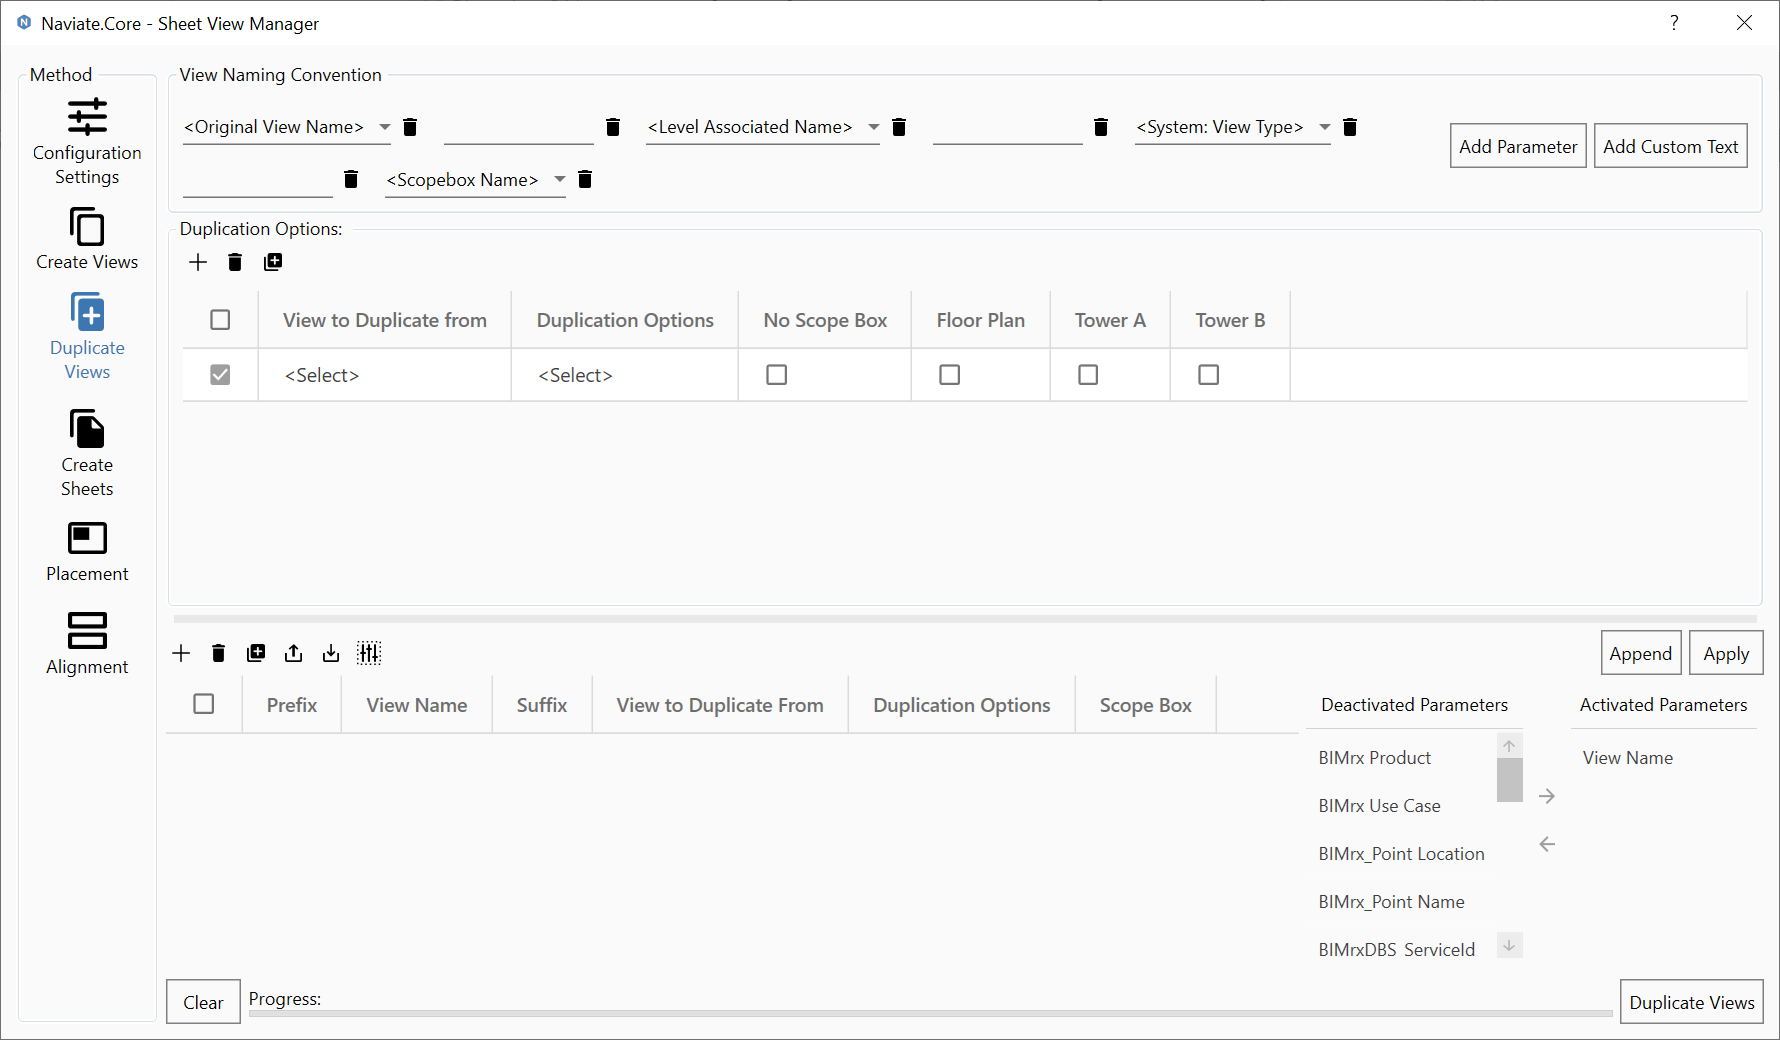 Naviate.Core - Sheet View Manager
?
Method
Configuration
Settings
Create Views
Duplicate
Views
Create
Sheets
Placement
Alignment
View Naming Convention
<Original View Name>
<Level Associated Name>
<System: View Type>
Add Parameter
Add Custom Text
<Scopebox Name>
Duplication Options:
View to Duplicate from
Duplication Options
No Scope Box
Floor Plan
Tower A
Tower B
<Select>
<Select>
Append
Apply
Prefix
View Name
Suffix
View to Duplicate From
Duplication Options
Scope Box
Deactivated Parameters
BIMrx Product
BIMrx Use Case
BIMrx_Point Location
BIMrx_Point Name
BIMrxDBS_ServiceId
Activated Parameters
View Name
Clear
Progress:
Duplicate Views